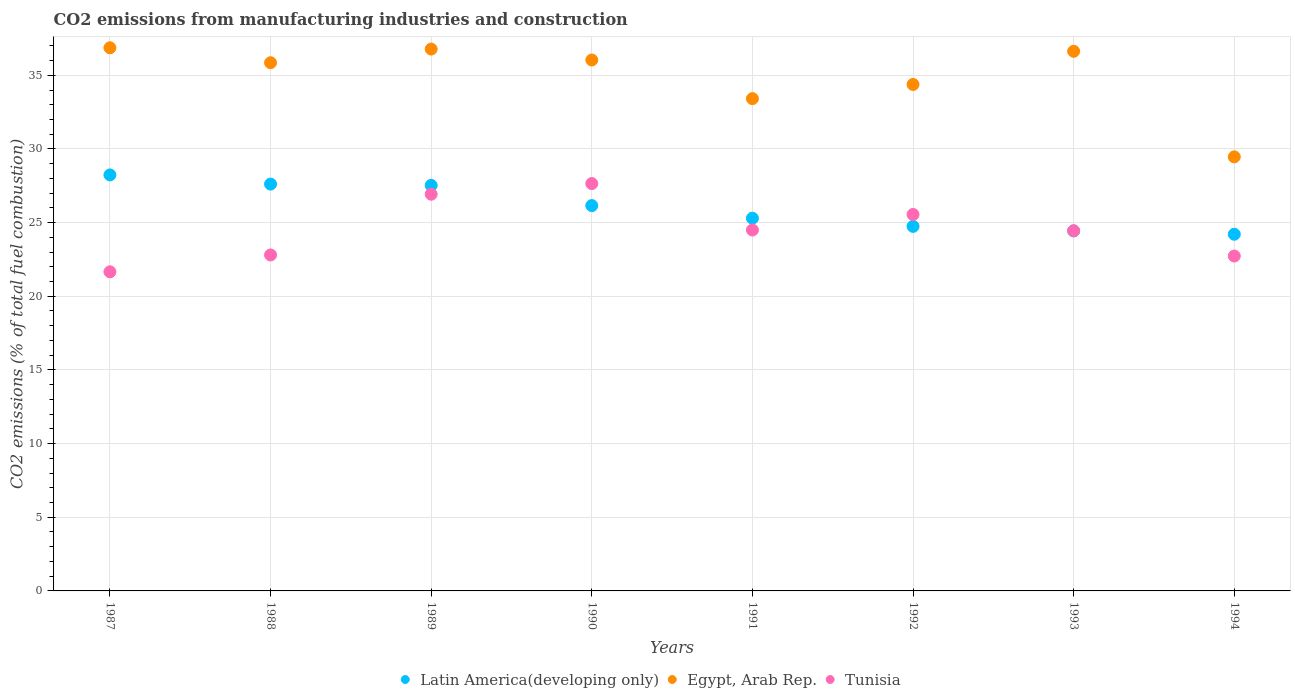 CO2 emissions from manufacturing industries and construction
CO2 emissions (% of total fuel combustion)
35
30
25
20
15
10
5
0
1987
1988
1989
1990
1991
1992
1993
1994
Years
Latin America(developing only)
Egypt, Arab Rep.
Tunisia